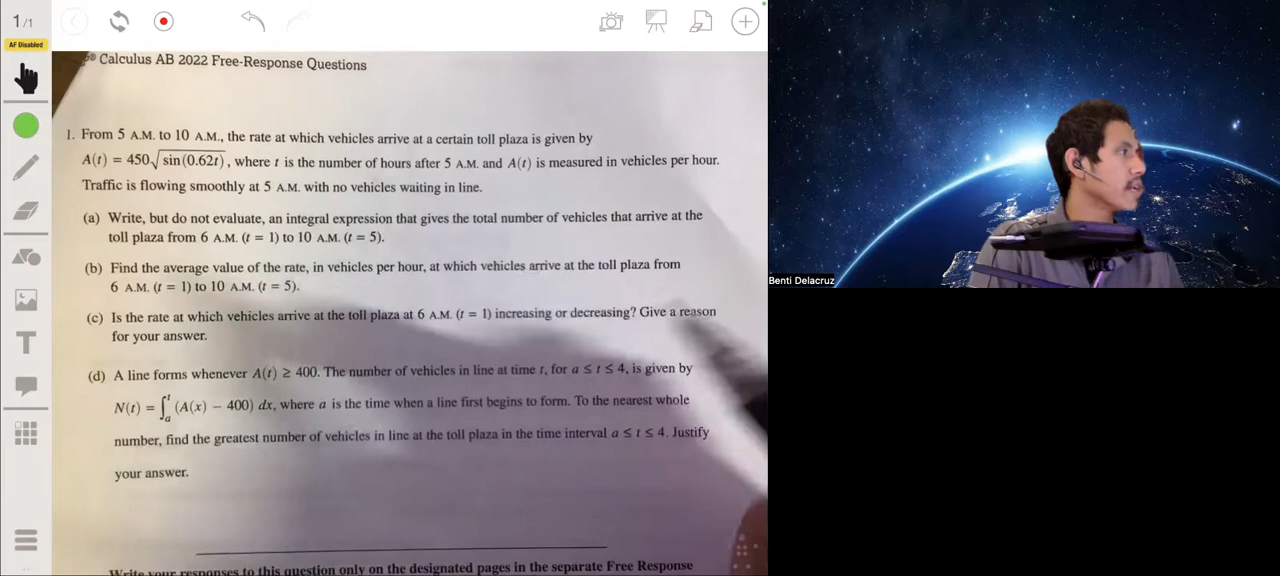 1/1
AF Disabled
Calculus AB 2022 Free-Response Questions
1. From 5 A.M. to 10 A.M., the rate at which vehicles arrive at a certain toll plaza is given by
A(t) = 450√sin(0.62t), where t is the number of hours after 5 A.M. and A(t) is measured in vehicles per hour.
Traffic is flowing smoothly at 5 A.M. with no vehicles waiting in line.
(a) Write, but do not evaluate, an integral expression that gives the total number of vehicles that arrive at the
toll plaza from 6 A.M. (t = 1) to 10 A.M. (t = 5).
(b) Find the average value of the rate, in vehicles per hour, at which vehicles arrive at the toll plaza from
6 A.M. (t = 1) to 10 A.M. (t = 5).
(c) Is the rate at which vehicles arrive at the toll plaza at 6 A.M. (t = 1) increasing or decreasing? Give a reason
for your answer.
(d) A line forms whenever A(t) ≥ 400. The number of vehicles in line at time t, for a ≤ t ≤ 4, is given by
N(t) = ∫ₐᵗ (A(x) − 400) dx, where a is the time when a line first begins to form. To the nearest whole
number, find the greatest number of vehicles in line at the toll plaza in the time interval a ≤ t ≤ 4. Justify
your answer.
Write your responses to this question only on the designated pages in the separate Free Response
T
Benti Delacruz